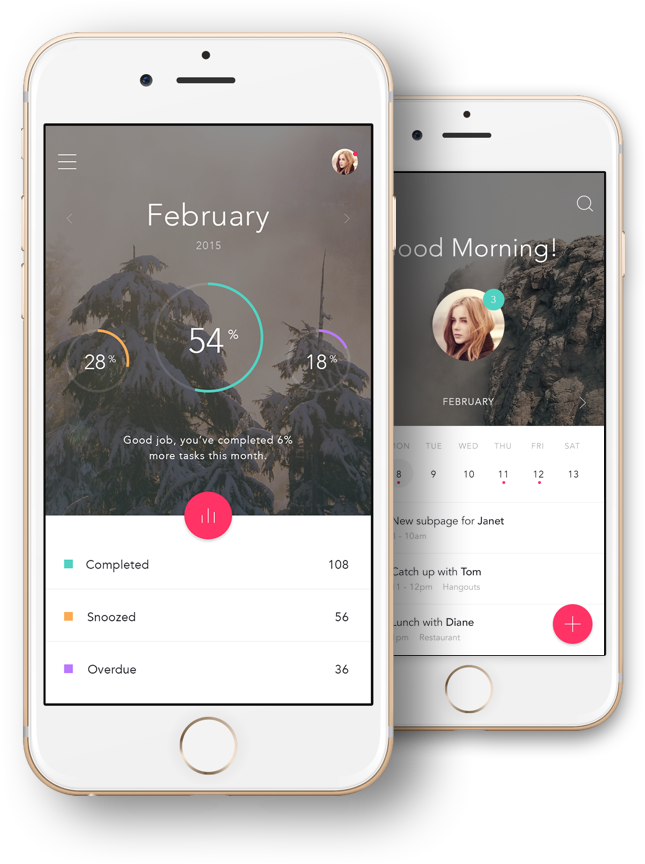 February
2015
28%
54%
18%
Good job, you've completed 6%
more tasks this month.
Completed 108
Snoozed 56
Overdue 36
ood Morning!
3
FEBRUARY
ON TUE WED THU FRI SAT
8 9 10 11 12 13
New subpage for Janet
- 10am
Catch up with Tom
1 - 12pm Hangouts
Lunch with Diane
pm Restaurant